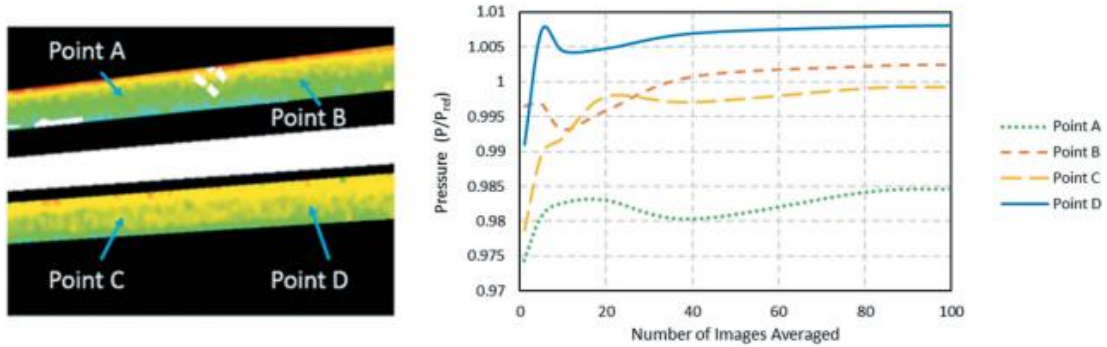 Point A
Point B
Point C
Point D
Pressure (P/Pref)
1.01
1.005
1
0.995
0.99
0.985
0.98
0.975
0.97
0 20 40 60 80 100
Number of Images Averaged
Point A
Point B
Point C
Point D